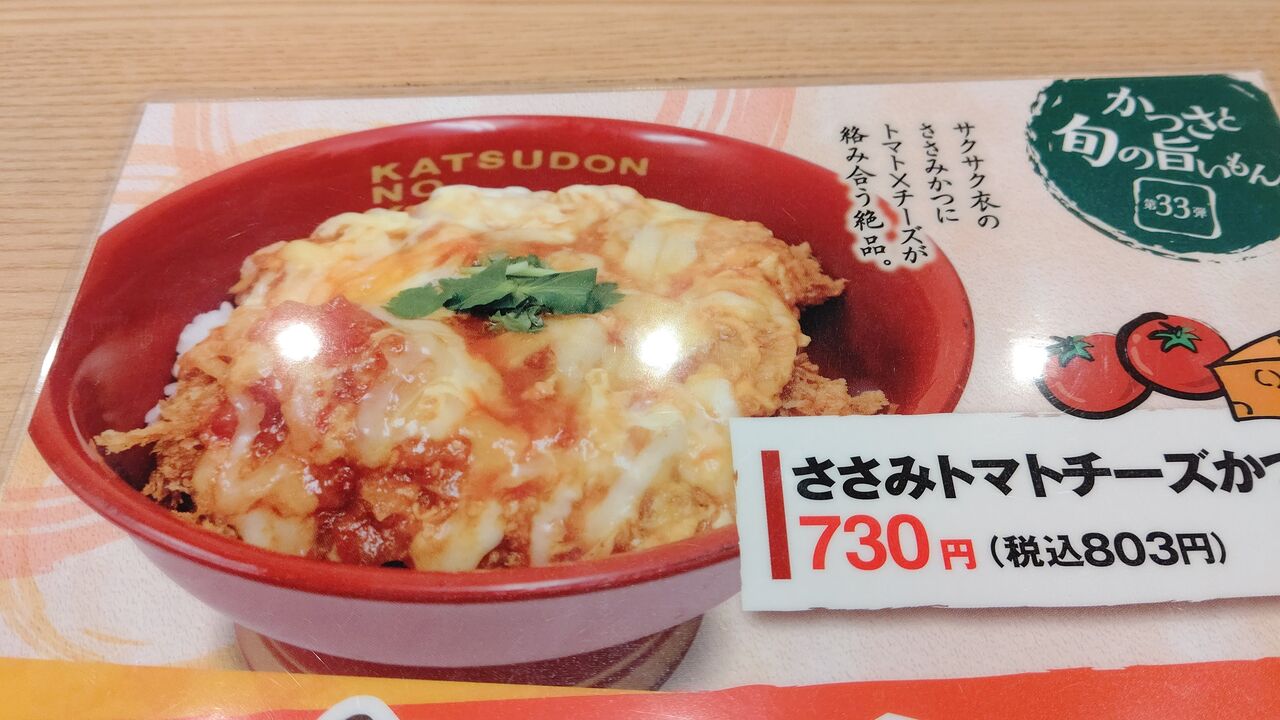 KATSUDON
NO
サクサク衣の
ささみかつに
トマト×チーズが
絡み合う絶品。
かつさと
旬の旨いもん
第33弾
ささみトマトチーズかつ
730円(税込803円)